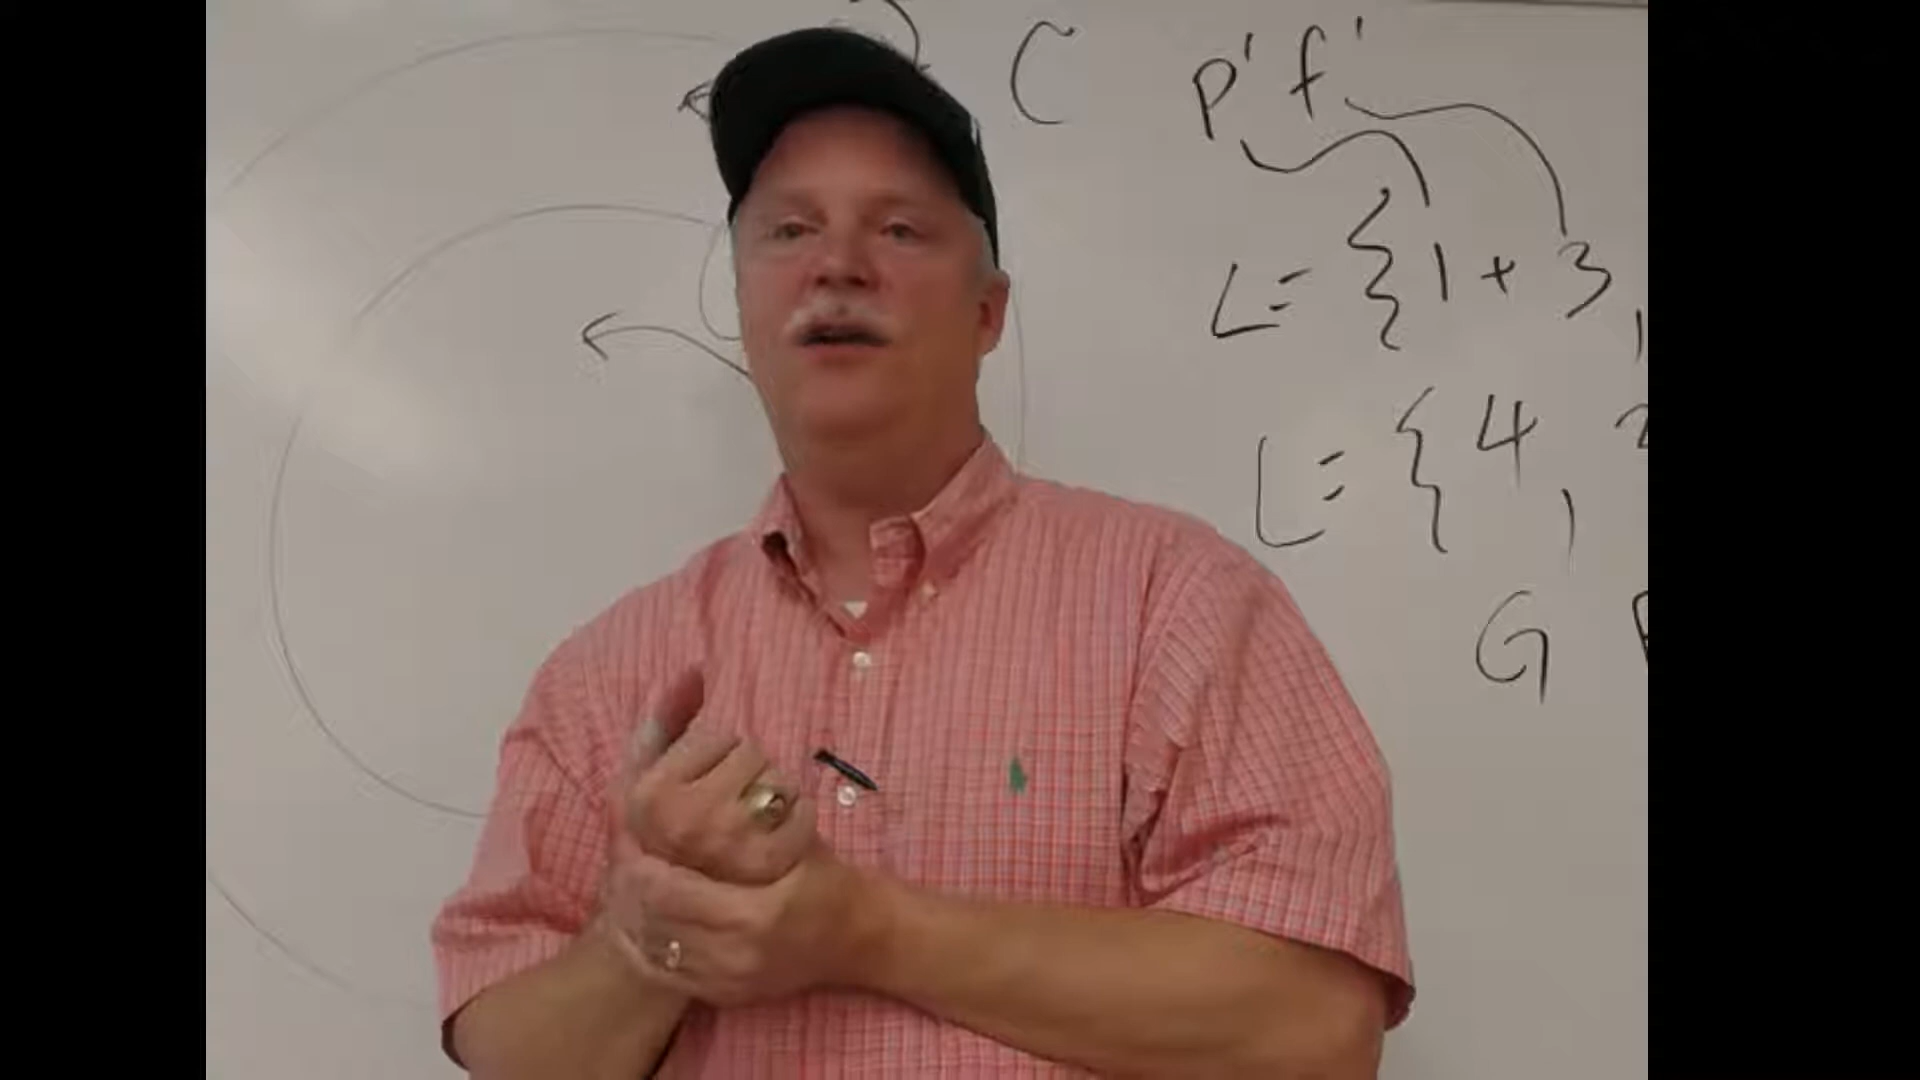 C p' f'
L = { 1 + 3,
L = { 4,
G